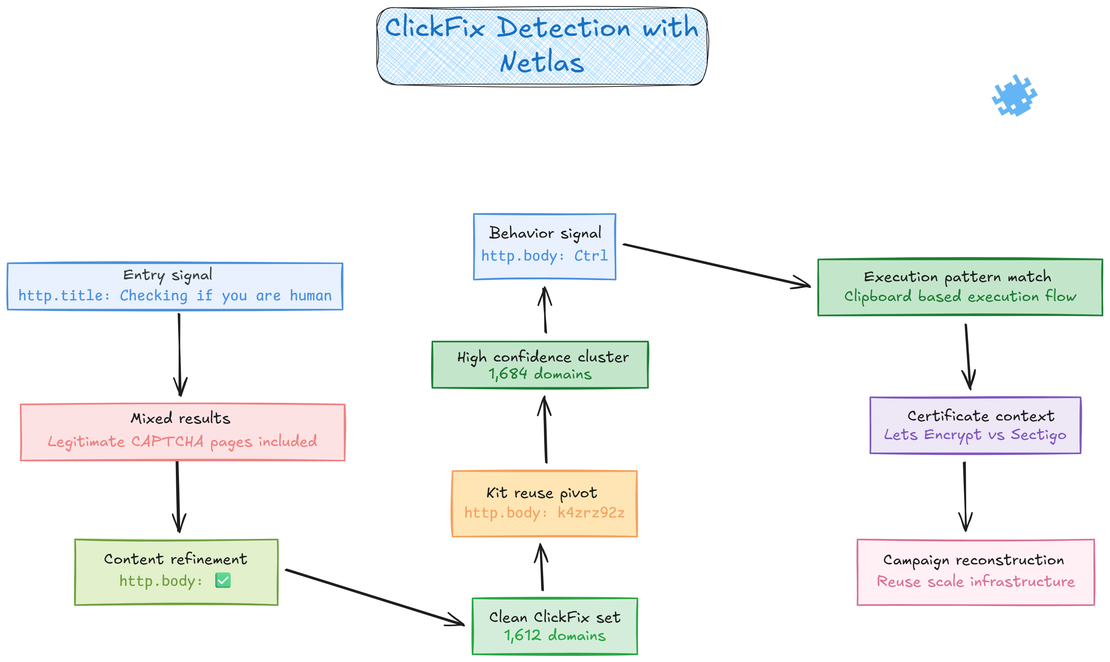 ClickFix Detection with
Netlas
Entry signal
http.title: Checking if you are human
Mixed results
Legitimate CAPTCHA pages included
Content refinement
http.body: ✅
Clean ClickFix set
1,612 domains
Kit reuse pivot
http.body: k4zrz92z
High confidence cluster
1,684 domains
Behavior signal
http.body: Ctrl
Execution pattern match
Clipboard based execution flow
Certificate context
Lets Encrypt vs Sectigo
Campaign reconstruction
Reuse scale infrastructure